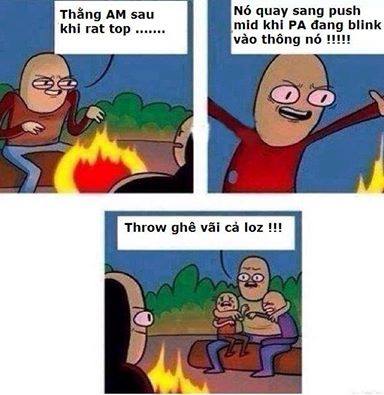 Thằng AM sau
khi rat top .......
Nó quay sang push
mid khi PA đang blink
vào thông nó !!!!!
Throw ghê vãi cả loz !!!